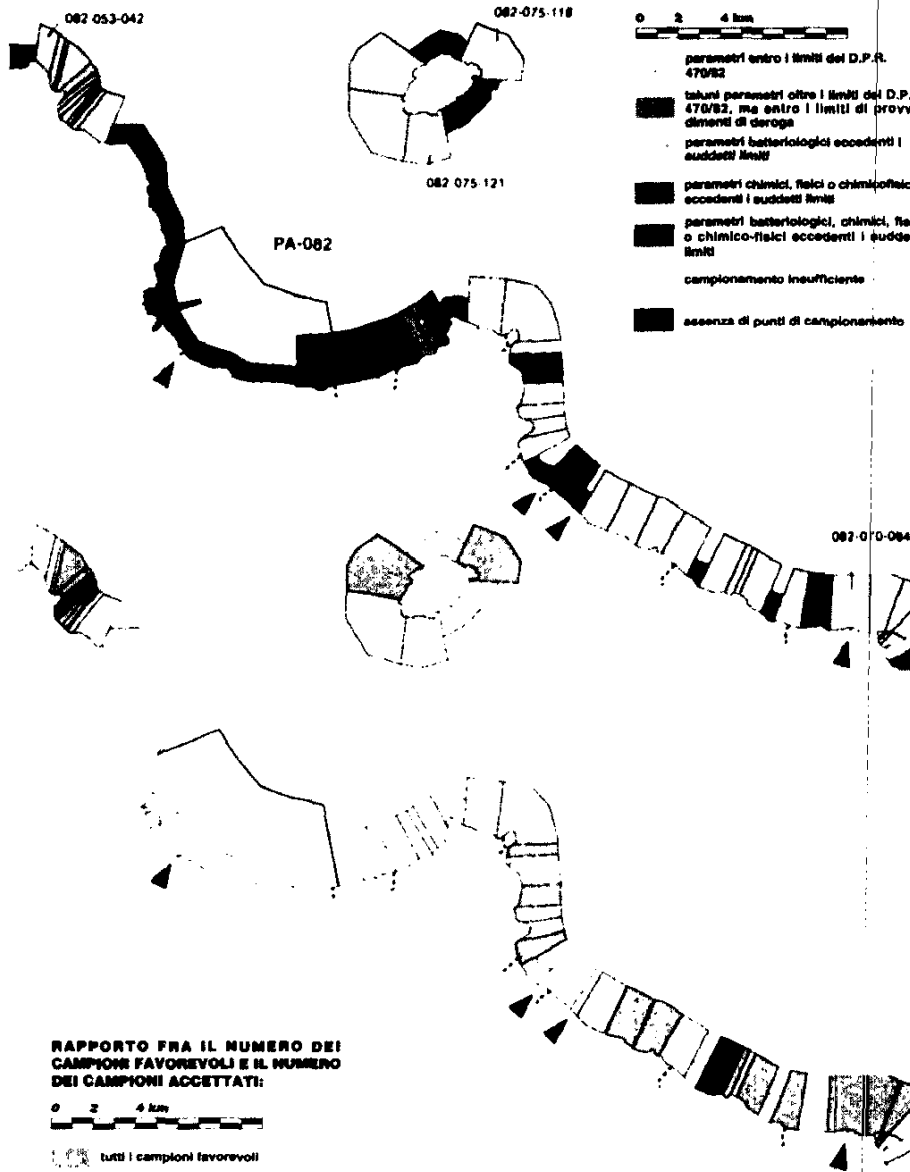 082-053-042
082-075-118
0 2 4 km
parametri entro i limiti del D.P.R.
470/82
taluni parametri oltre i limiti del D.P.
470/82, ma entro i limiti di provv
dimenti di deroga
parametri batteriologici eccedenti i
suddetti limiti
082-075-121
parametri chimici, fisici o chimicofisic
eccedenti i suddetti limiti
parametri batteriologici, chimici, fis
o chimico-fisici eccedenti i sudde
limiti
PA-082
campionamento insufficiente
assenza di punti di campionamento
082-070-084
RAPPORTO FRA IL NUMERO DEI
CAMPIONI FAVOREVOLI E IL NUMERO
DEI CAMPIONI ACCETTATI:
0 2 4 km
tutti i campioni favorevoli